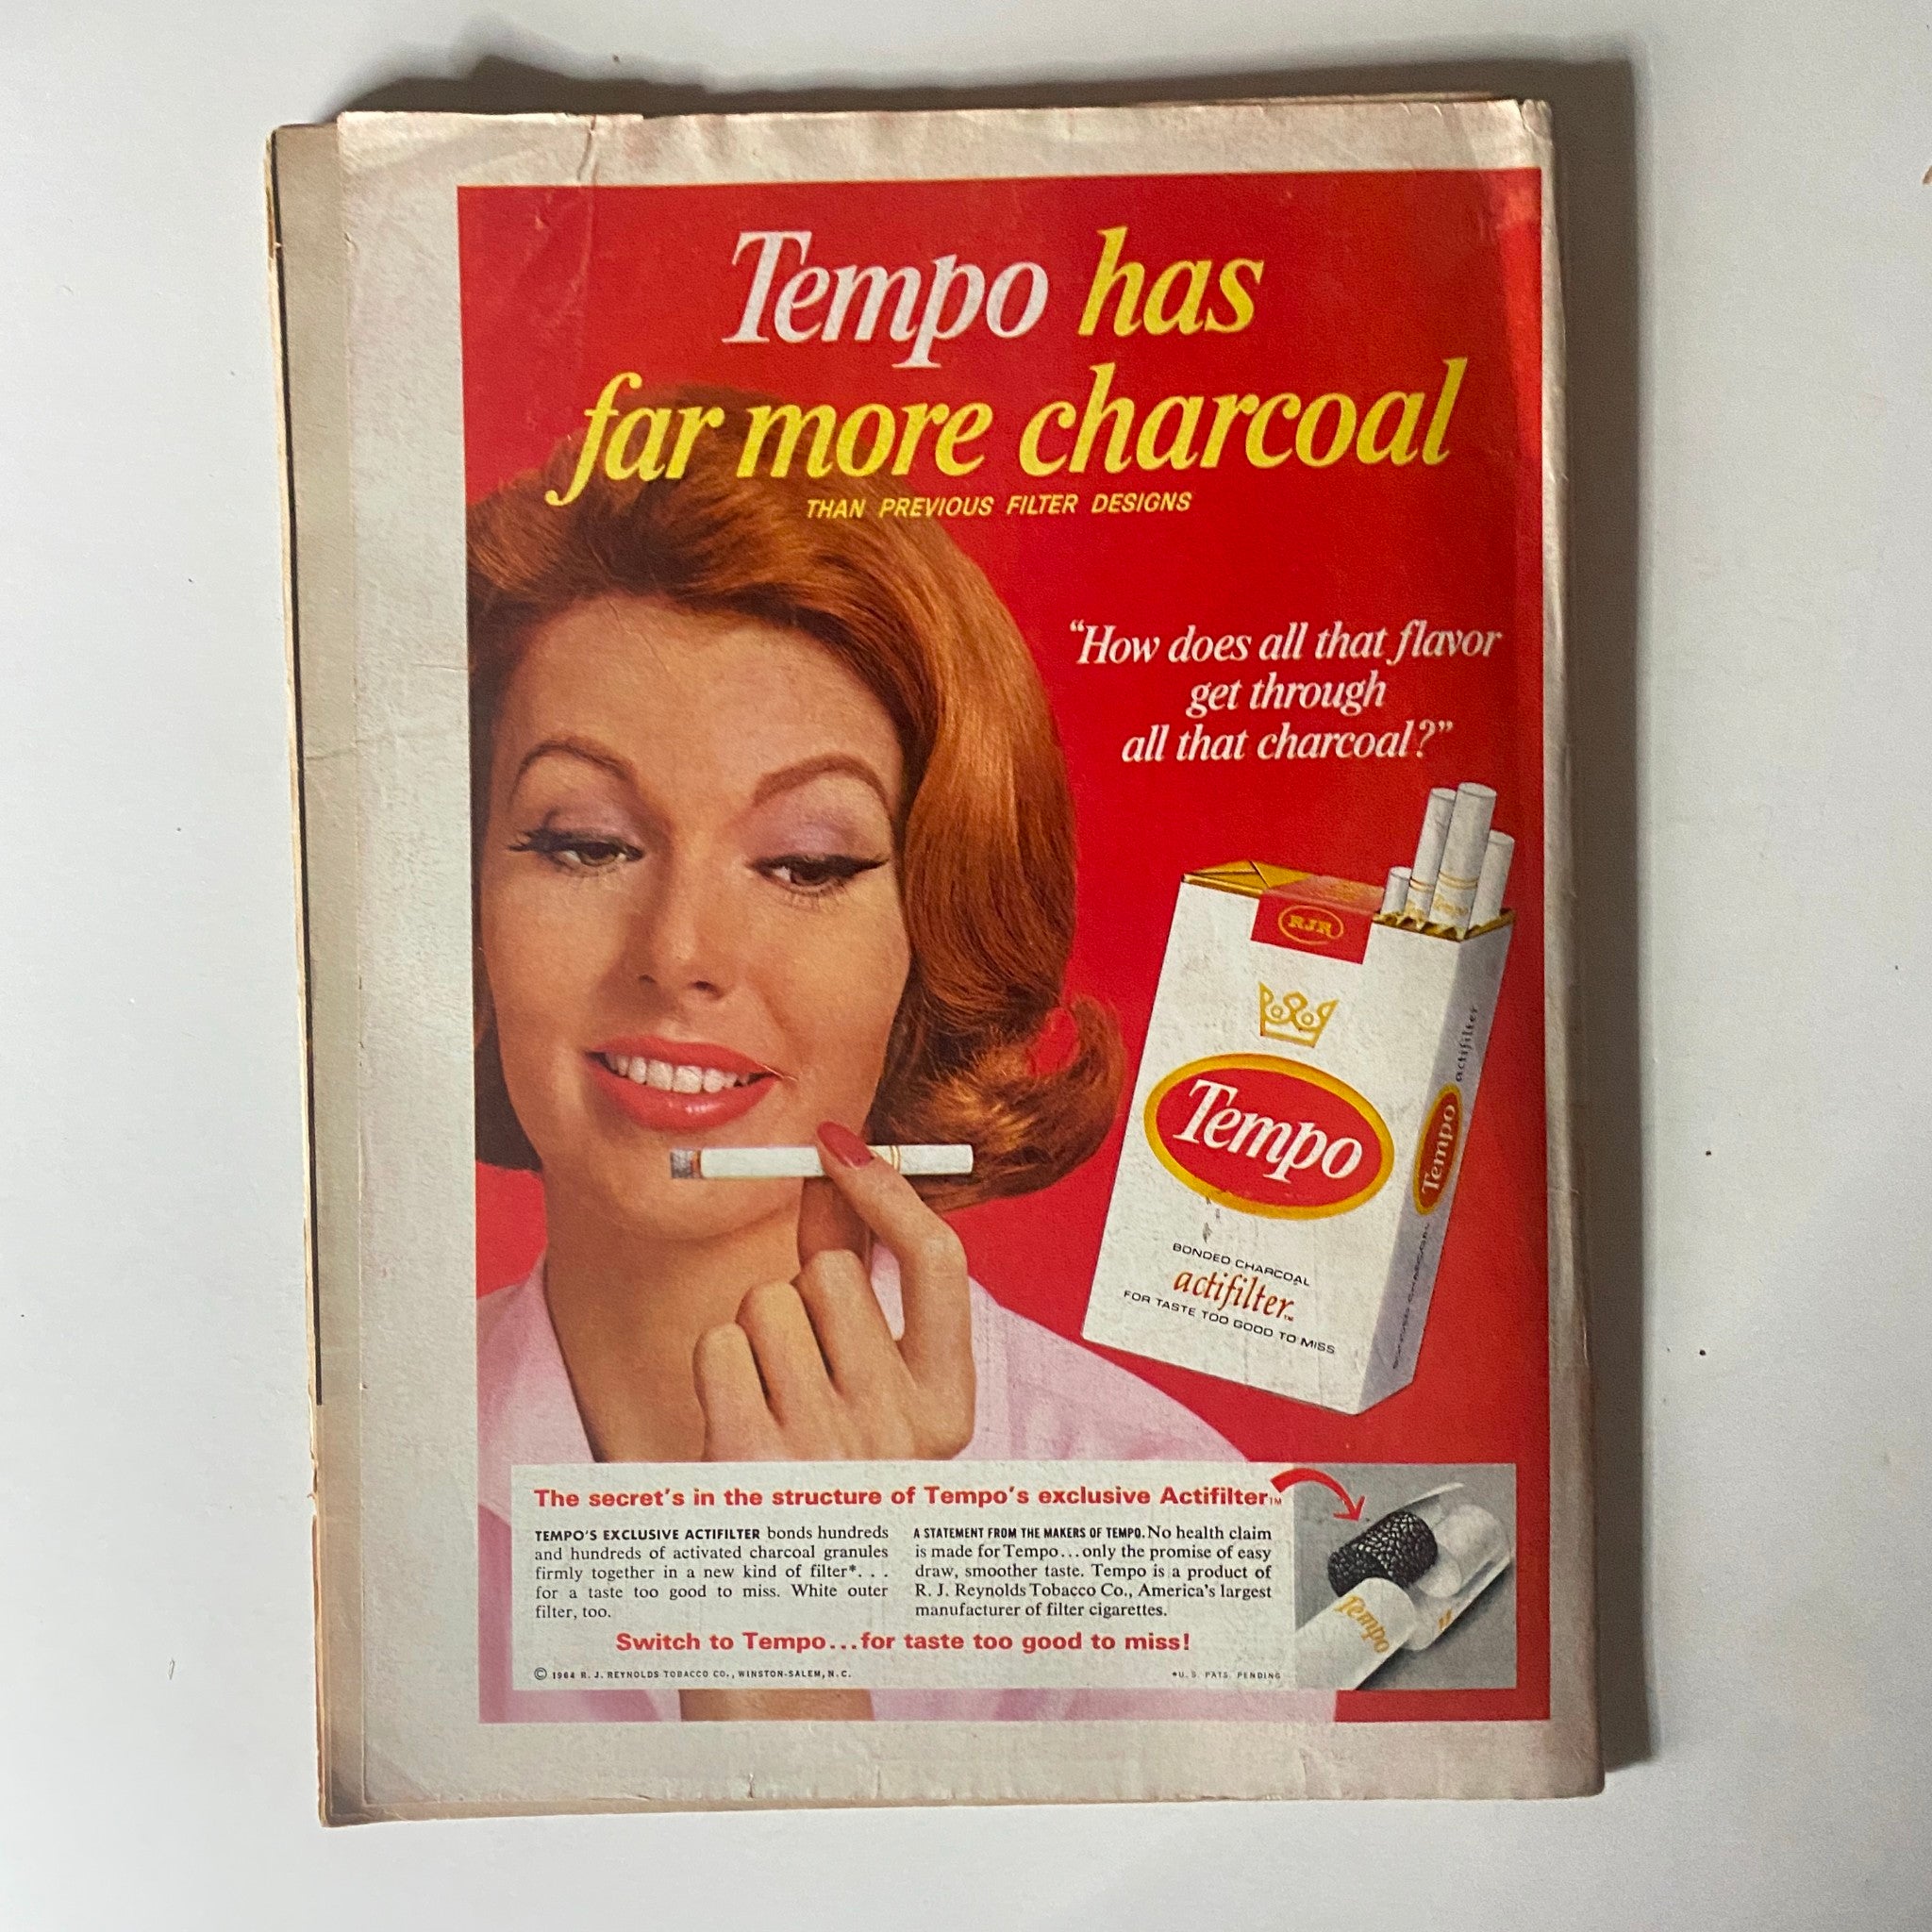 Tempo has
far more charcoal
THAN PREVIOUS FILTER DESIGNS
“How does all that flavor
get through
all that charcoal?”
RJR
Tempo
BONDED CHARCOAL
actifilter™
FOR TASTE TOO GOOD TO MISS
Tempo actifilter
The secret's in the structure of Tempo's exclusive Actifilter™
TEMPO'S EXCLUSIVE ACTIFILTER bonds hundreds
and hundreds of activated charcoal granules
firmly together in a new kind of filter*...
for a taste too good to miss. White outer
filter, too.
A STATEMENT FROM THE MAKERS OF TEMPO. No health claim
is made for Tempo...only the promise of easy
draw, smoother taste. Tempo is a product of
R. J. Reynolds Tobacco Co., America's largest
manufacturer of filter cigarettes.
Switch to Tempo...for taste too good to miss!
© 1964 R. J. REYNOLDS TOBACCO CO., WINSTON-SALEM, N. C.
*U. S. PATS. PENDING
Tempo